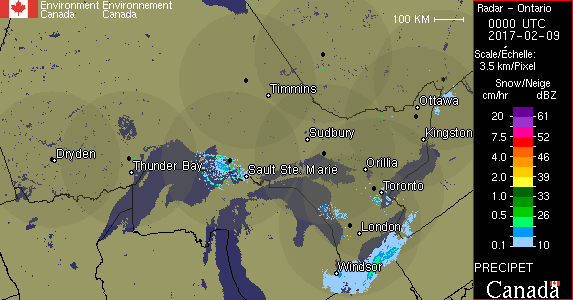 Environment Environnement
Canada Canada
100 KM
Timmins
Ottawa
Sudbury
Kingston
Dryden
Thunder Bay
Sault Ste. Marie
Orillia
Toronto
London
Windsor
Radar - Ontario
0000 UTC
2017-02-09
Scale/Échelle:
3.5 km/Pixel
Snow/Neige
cm/hr dBZ
20 61
7.5 52
4.0 46
2.0 39
1.0 33
0.5 26
0.1 10
PRECIPET
Canada